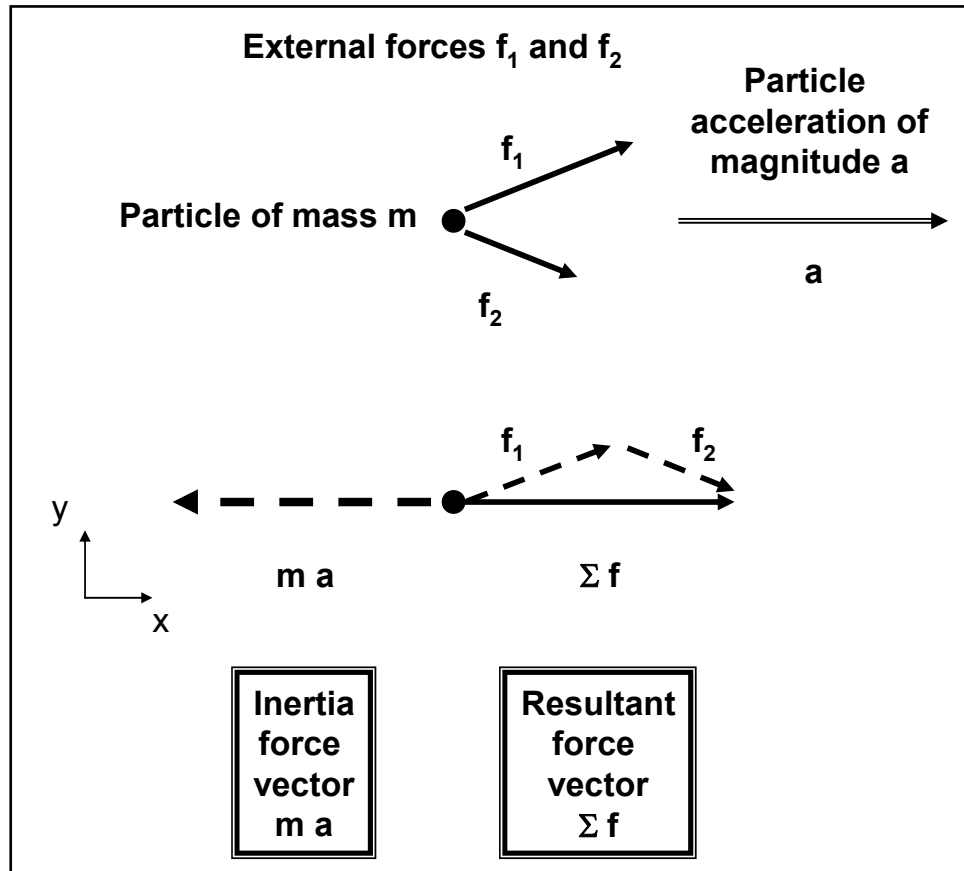 External forces f₁ and f₂
Particle
acceleration of
magnitude a
f₁
Particle of mass m
a
f₂
f₁
f₂
y
m a
Σ f
x
Inertia
force
vector
m a
Resultant
force
vector
Σ f